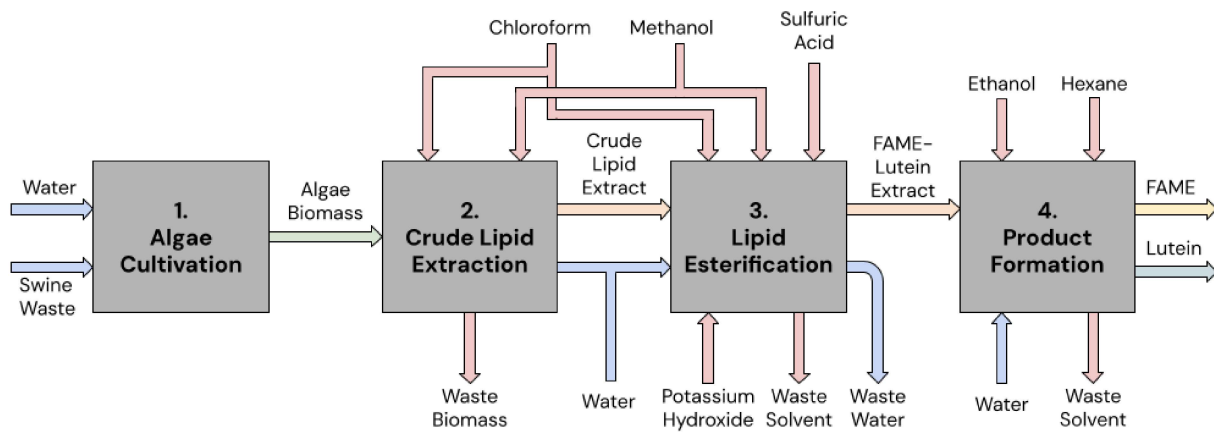 Chloroform
Methanol
Sulfuric
Acid
Ethanol
Hexane
Water
Swine
Waste
1.
Algae
Cultivation
Algae
Biomass
2.
Crude Lipid
Extraction
Waste
Biomass
Crude
Lipid
Extract
Water
3.
Lipid
Esterification
Potassium
Hydroxide
Waste
Solvent
Waste
Water
FAME-
Lutein
Extract
4.
Product
Formation
Water
Waste
Solvent
FAME
Lutein